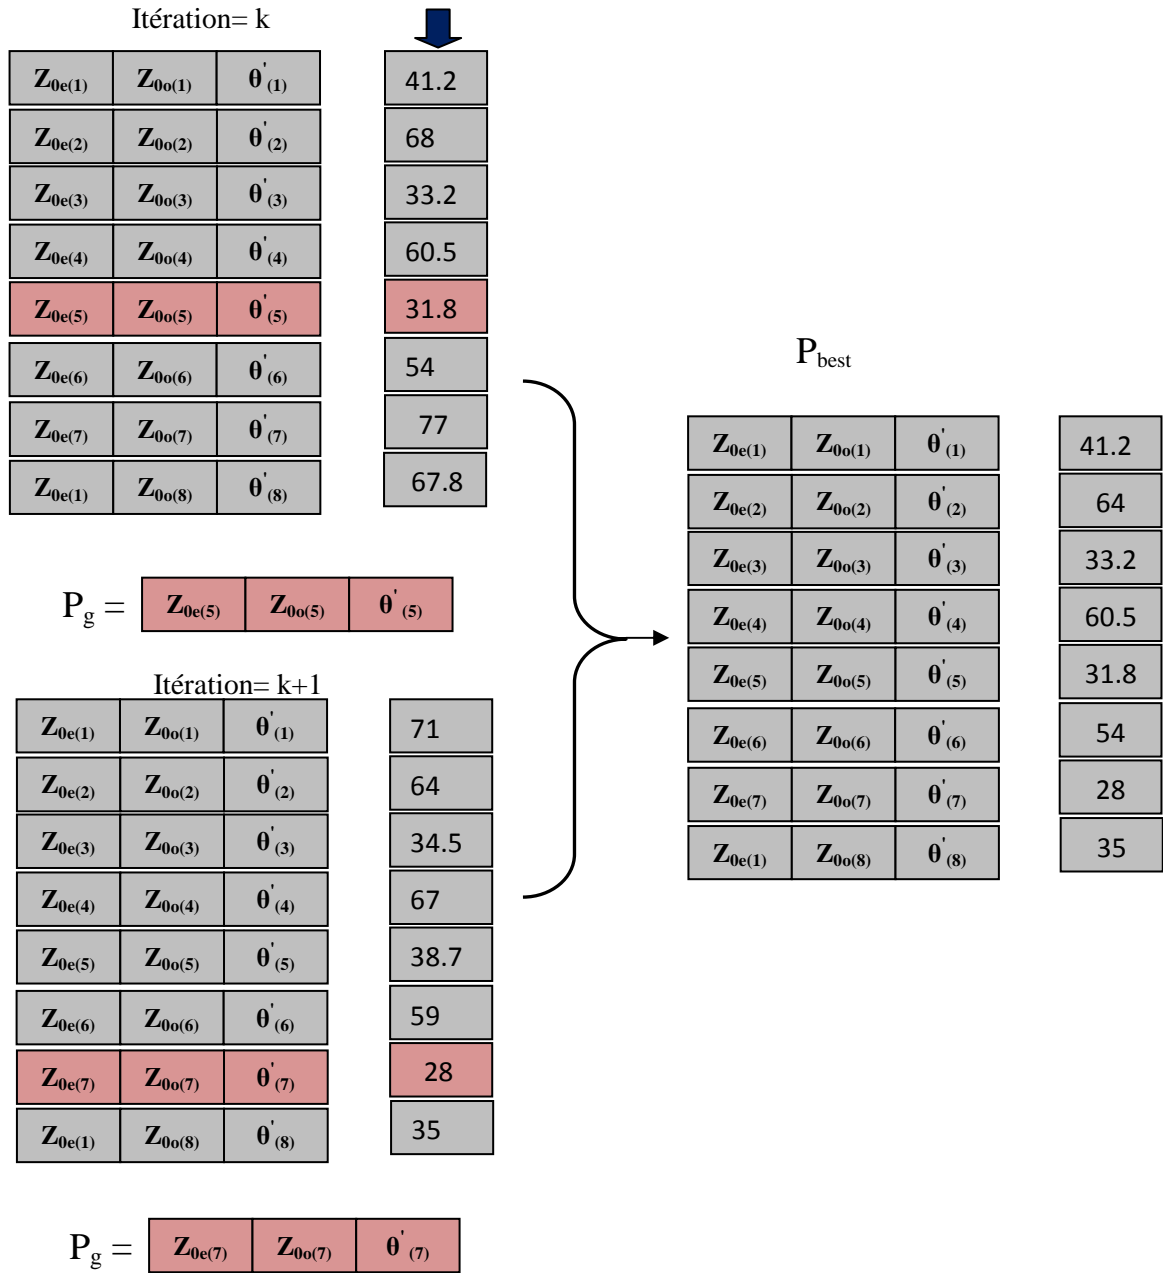 Itération= k
Z0e(1) Z0o(1) θ'(1) 41.2
Z0e(2) Z0o(2) θ'(2) 68
Z0e(3) Z0o(3) θ'(3) 33.2
Z0e(4) Z0o(4) θ'(4) 60.5
Z0e(5) Z0o(5) θ'(5) 31.8
Z0e(6) Z0o(6) θ'(6) 54
Z0e(7) Z0o(7) θ'(7) 77
Z0e(1) Z0o(8) θ'(8) 67.8
Pg = Z0e(5) Z0o(5) θ'(5)
Itération= k+1
Z0e(1) Z0o(1) θ'(1) 71
Z0e(2) Z0o(2) θ'(2) 64
Z0e(3) Z0o(3) θ'(3) 34.5
Z0e(4) Z0o(4) θ'(4) 67
Z0e(5) Z0o(5) θ'(5) 38.7
Z0e(6) Z0o(6) θ'(6) 59
Z0e(7) Z0o(7) θ'(7) 28
Z0e(1) Z0o(8) θ'(8) 35
Pg = Z0e(7) Z0o(7) θ'(7)
Pbest
Z0e(1) Z0o(1) θ'(1) 41.2
Z0e(2) Z0o(2) θ'(2) 64
Z0e(3) Z0o(3) θ'(3) 33.2
Z0e(4) Z0o(4) θ'(4) 60.5
Z0e(5) Z0o(5) θ'(5) 31.8
Z0e(6) Z0o(6) θ'(6) 54
Z0e(7) Z0o(7) θ'(7) 28
Z0e(1) Z0o(8) θ'(8) 35